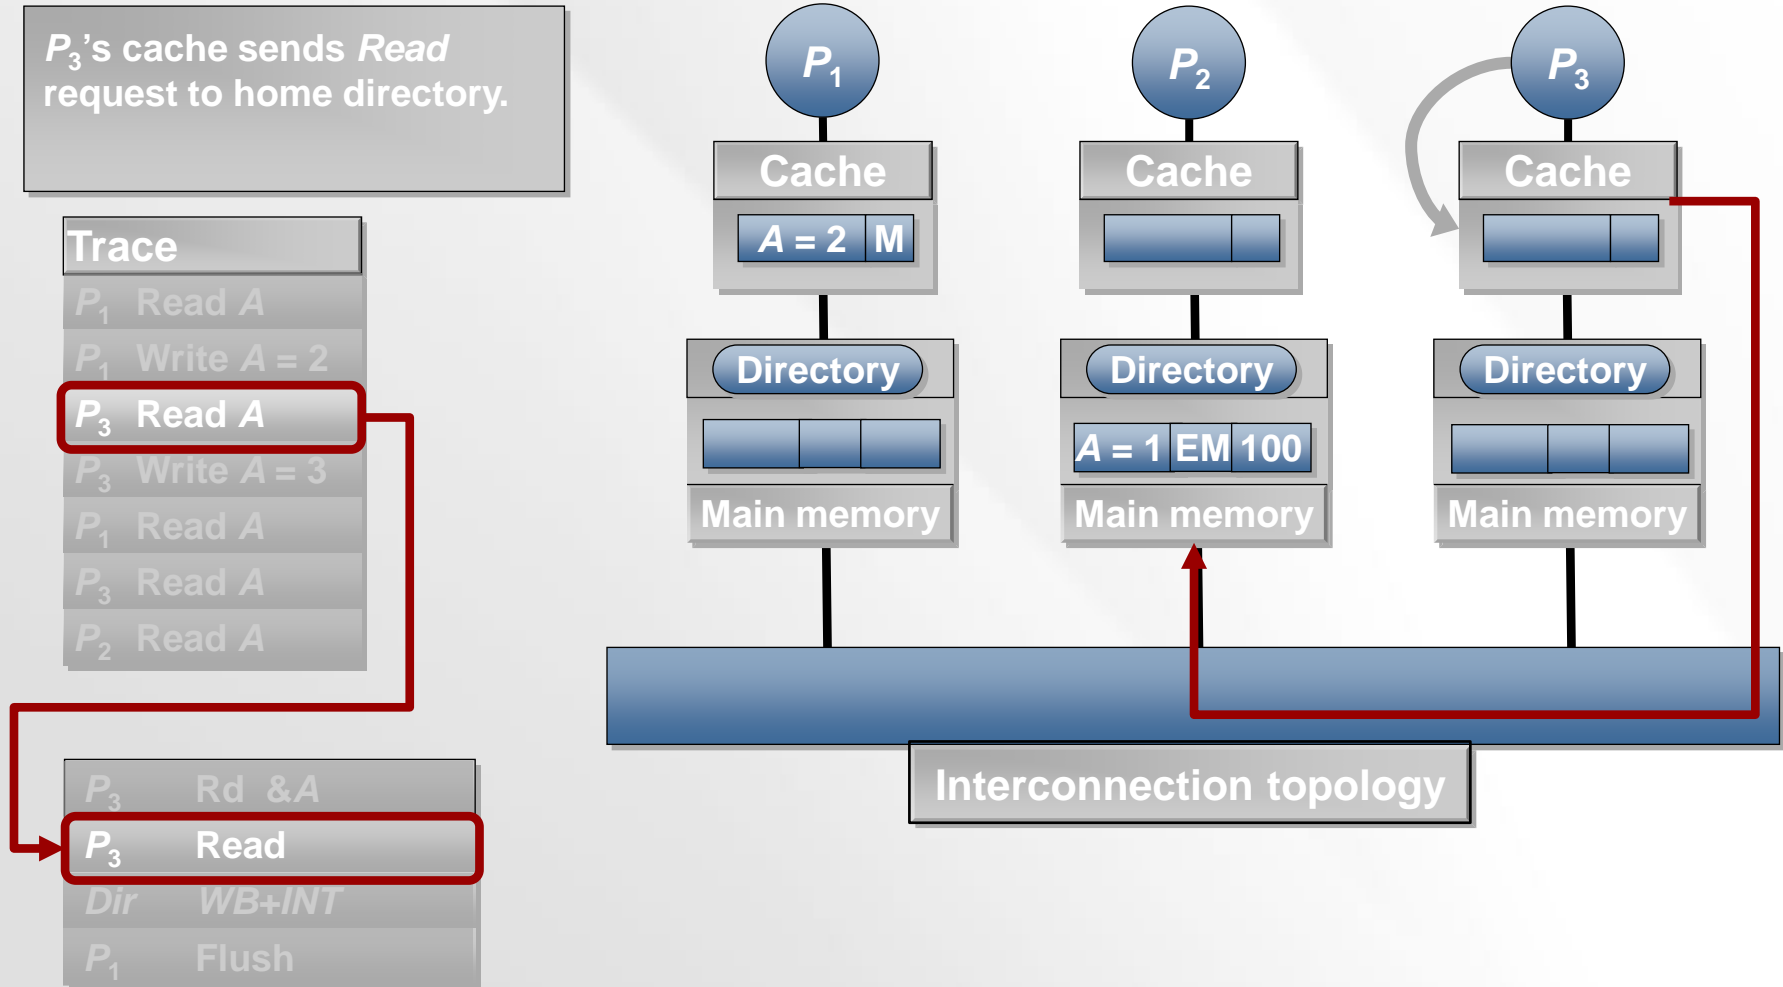 P3's cache sends Read
request to home directory.
Trace
P1 Read A
P1 Write A = 2
P3 Read A
P3 Write A = 3
P1 Read A
P3 Read A
P2 Read A
P3 Rd &A
P3 Read
Dir WB+INT
P1 Flush
P1
P2
P3
Cache
Cache
Cache
A = 2 M
Directory
Directory
Directory
A = 1 EM 100
Main memory
Main memory
Main memory
Interconnection topology